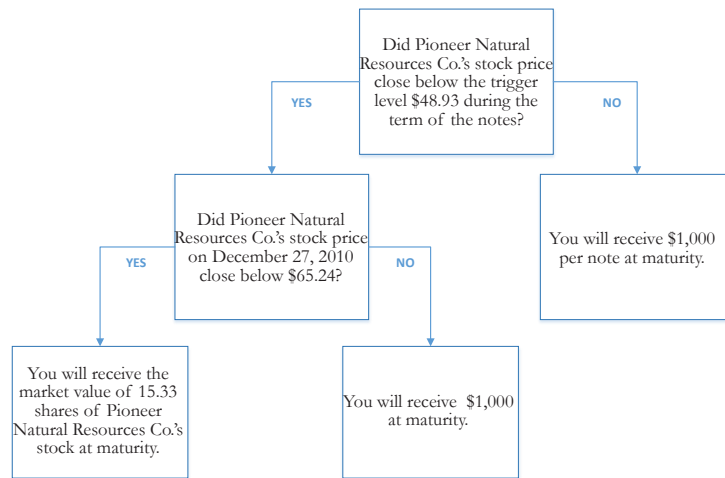 Did Pioneer Natural
Resources Co.'s stock price
close below the trigger
level $48.93 during the
term of the notes?
YES
NO
Did Pioneer Natural
Resources Co.'s stock price
on December 27, 2010
close below $65.24?
You will receive $1,000
per note at maturity.
YES
NO
You will receive the
market value of 15.33
shares of Pioneer
Natural Resources Co.'s
stock at maturity.
You will receive $1,000
at maturity.